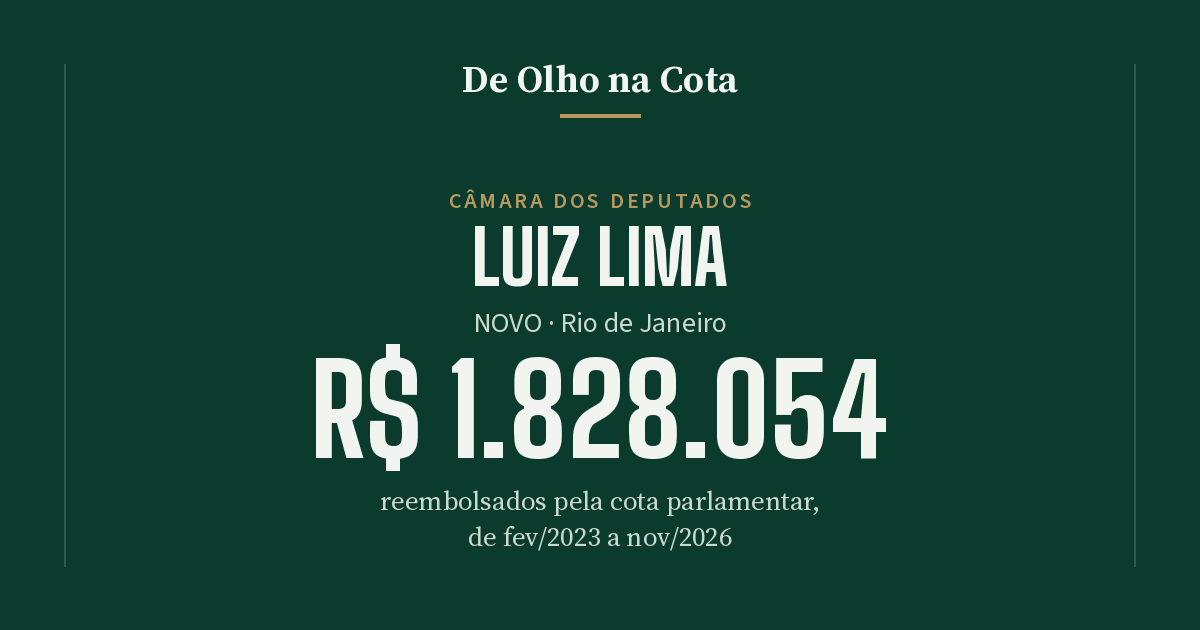 De Olho na Cota
CÂMARA DOS DEPUTADOS
LUIZ LIMA
NOVO · Rio de Janeiro
R$ 1.828.054
reembolsados pela cota parlamentar,
de fev/2023 a nov/2026